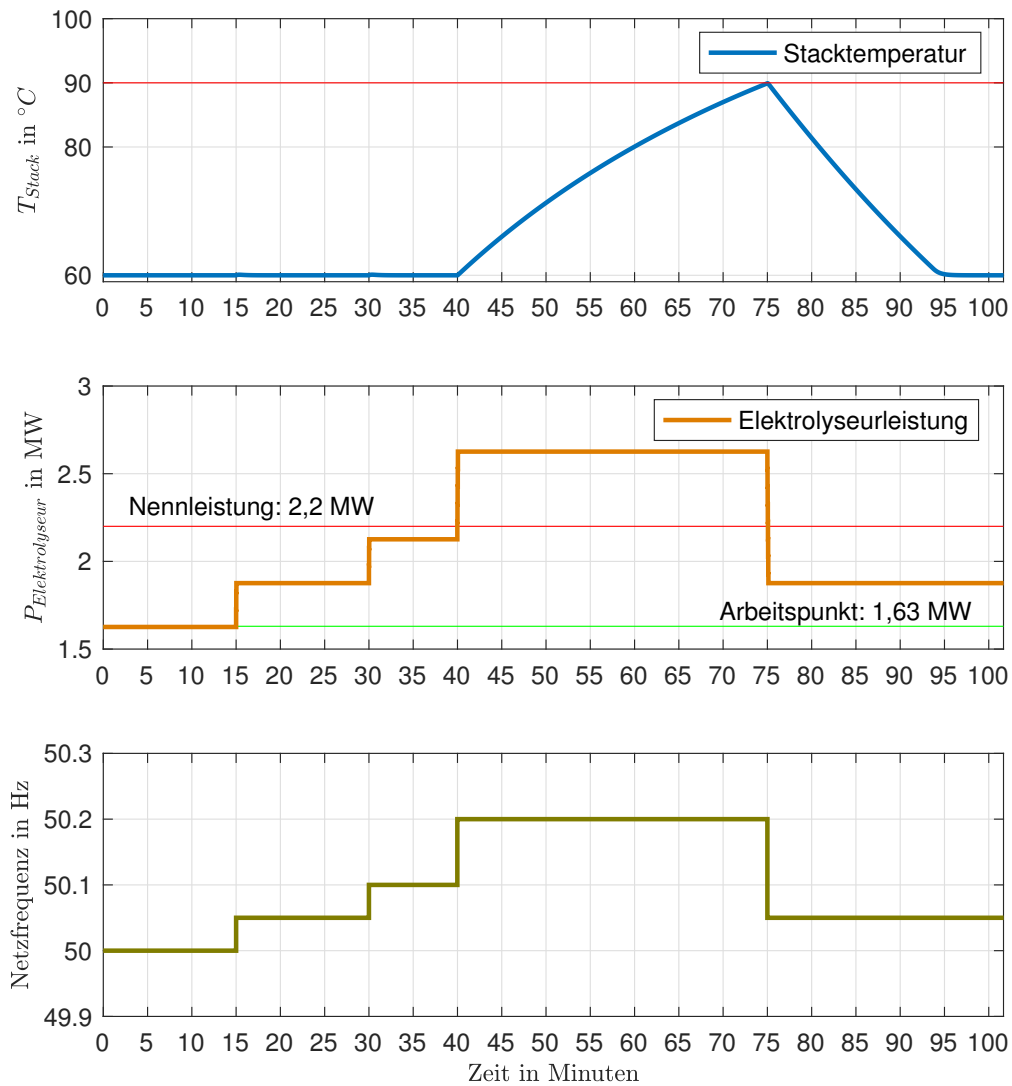 100
90
80
60
T_Stack in °C
Stacktemperatur
0 5 10 15 20 25 30 35 40 45 50 55 60 65 70 75 80 85 90 95 100
3
2.5
2
1.5
P_Elektrolyseur in MW
Elektrolyseurleistung
Nennleistung: 2,2 MW
Arbeitspunkt: 1,63 MW
0 5 10 15 20 25 30 35 40 45 50 55 60 65 70 75 80 85 90 95 100
50.3
50.2
50.1
50
49.9
Netzfrequenz in Hz
0 5 10 15 20 25 30 35 40 45 50 55 60 65 70 75 80 85 90 95 100
Zeit in Minuten